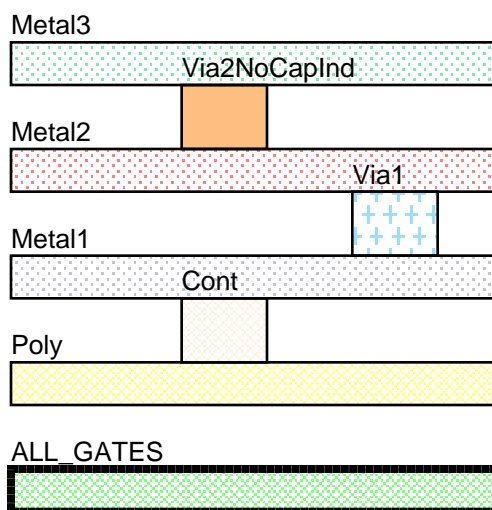 Metal3
Via2NoCapInd
Metal2
Via1
Metal1
Cont
Poly
ALL_GATES